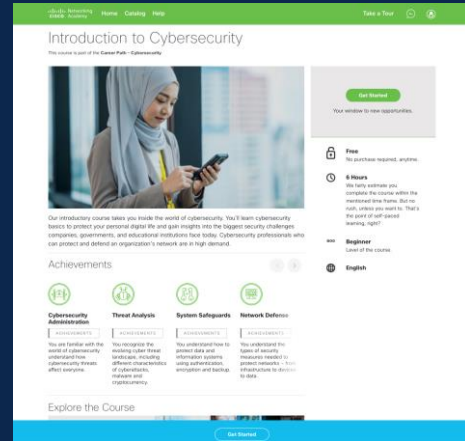 Networking
CISCO Academy
Home Catalog Help
Take a Tour
Introduction to Cybersecurity
This course is part of the Career Path - Cybersecurity
Get Started
Your window to new opportunities.
Free
No purchase required, anytime.
6 Hours
We fairly estimate you
complete the course within the
mentioned time frame. But no
rush, unless you want to. That's
the point of self-paced
learning, right?
Beginner
Level of the course.
English
Our introductory course takes you inside the world of cybersecurity. You'll learn cybersecurity
basics to protect your personal digital life and gain insights into the biggest security challenges
companies, governments, and educational institutions face today. Cybersecurity professionals who
can protect and defend an organization's network are in high demand.
Achievements
Cybersecurity
Administration
ACHIEVEMENTS
You are familiar with the
world of cybersecurity
understand how
cybersecurity threats
affect everyone.
Threat Analysis
ACHIEVEMENTS
You recognize the
evolving cyber threat
landscape, including
different characteristics
of cyberattacks,
malware and
cryptocurrency.
System Safeguards
ACHIEVEMENTS
You understand how to
protect data and
information systems
using authentication,
encryption and backup.
Network Defense
ACHIEVEMENTS
You understand the
types of security
measures needed to
protect networks – from
infrastructure to devices
to data.
Explore the Course
Get Started